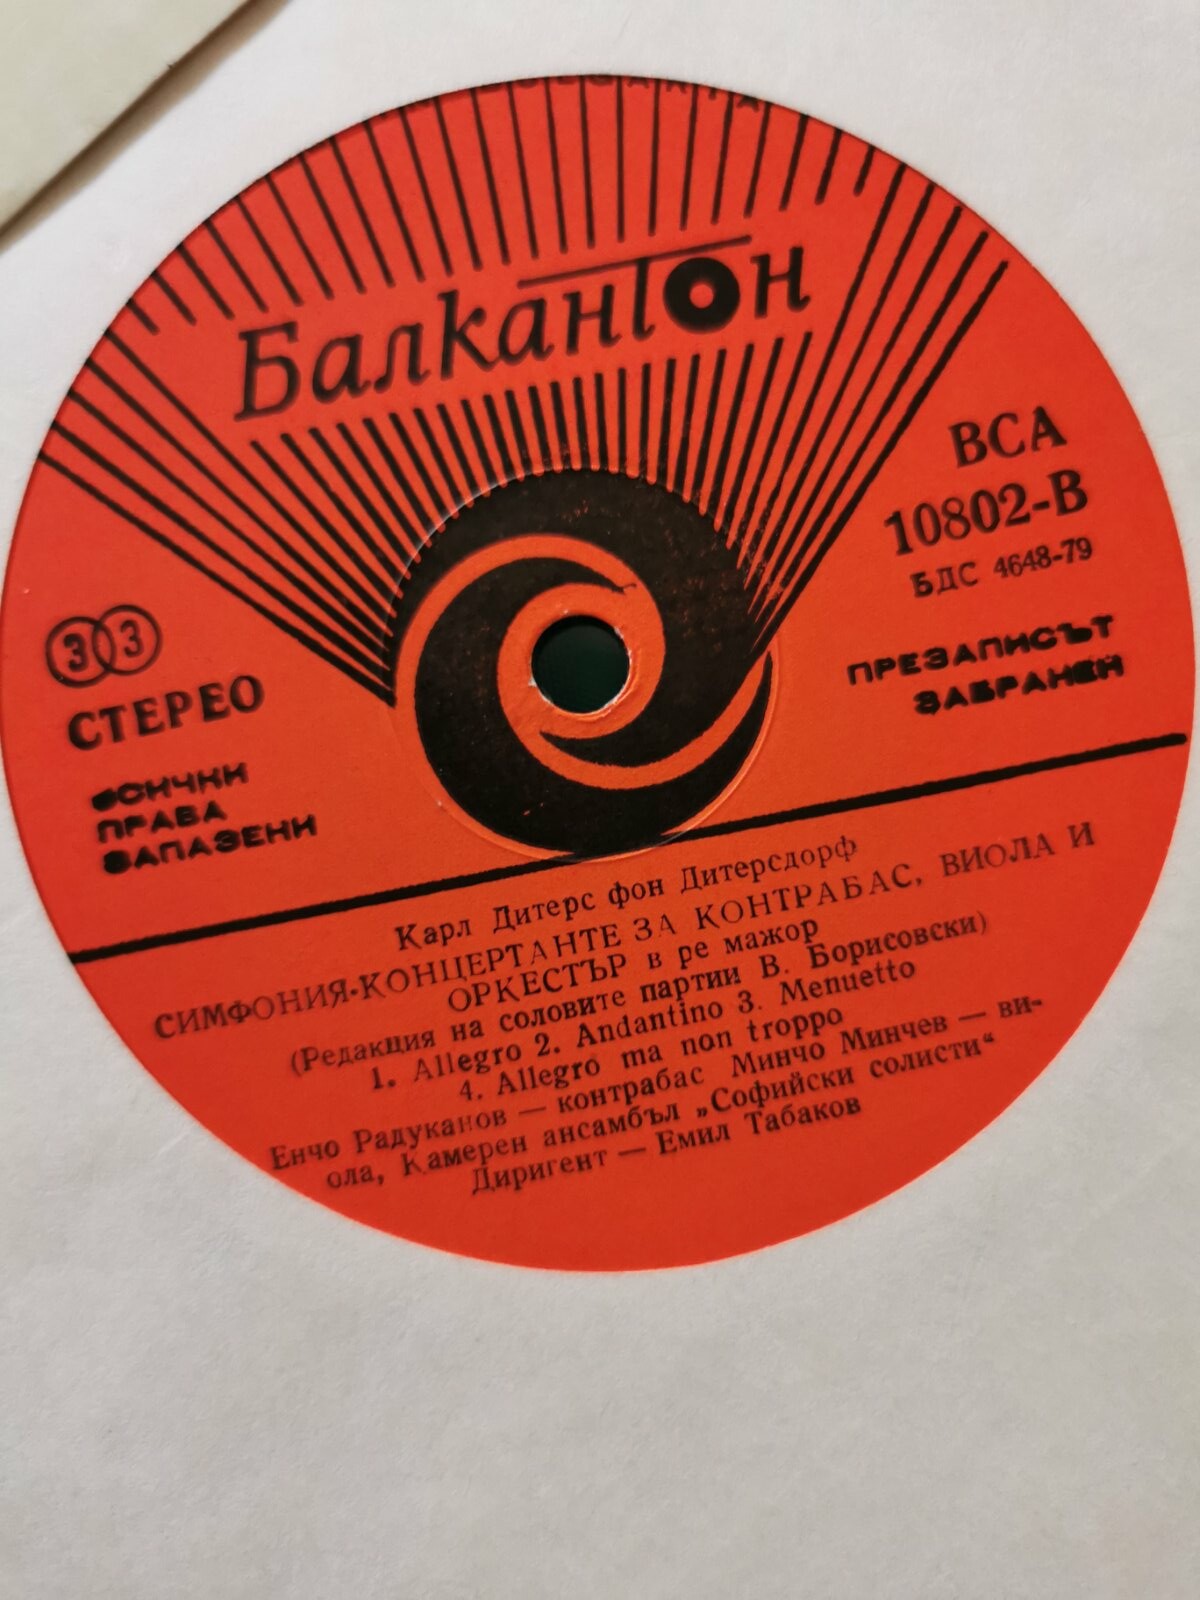 Балкантон
ВСА
10802-В
БДС 4648-79
ПРЕЗАПИСЪТ
ЗАБРАНЕН
33
СТЕРЕО
ВСИЧКИ
ПРАВА
ЗАПАЗЕНИ
Карл Дитерс фон Дитерсдорф
СИМФОНИЯ-КОНЦЕРТАНТЕ ЗА КОНТРАБАС, ВИОЛА И
ОРКЕСТЪР в ре мажор
(Редакция на соловите партии В. Борисовски)
1. Allegro 2. Andantino 3. Menuetto
4. Allegro ma non troppo
Енчо Радуканов — контрабас Минчо Минчев — ви-
ола, Камерен ансамбъл „Софийски солисти“
Диригент — Емил Табаков